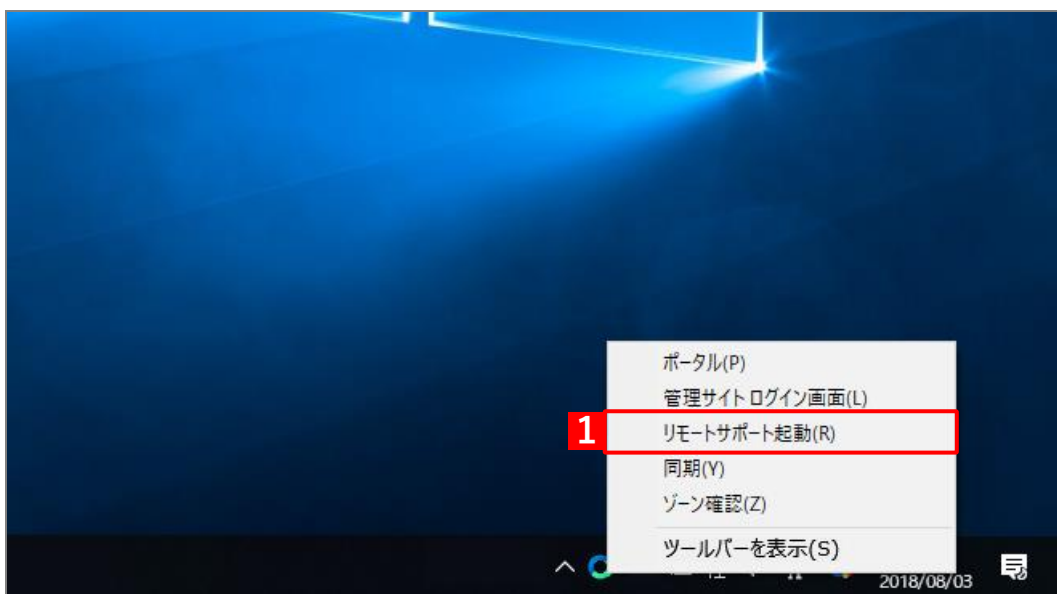 ポータル(P)
管理サイト ログイン画面(L)
1
リモートサポート起動(R)
同期(Y)
ゾーン確認(Z)
ツールバーを表示(S)
2018/08/03